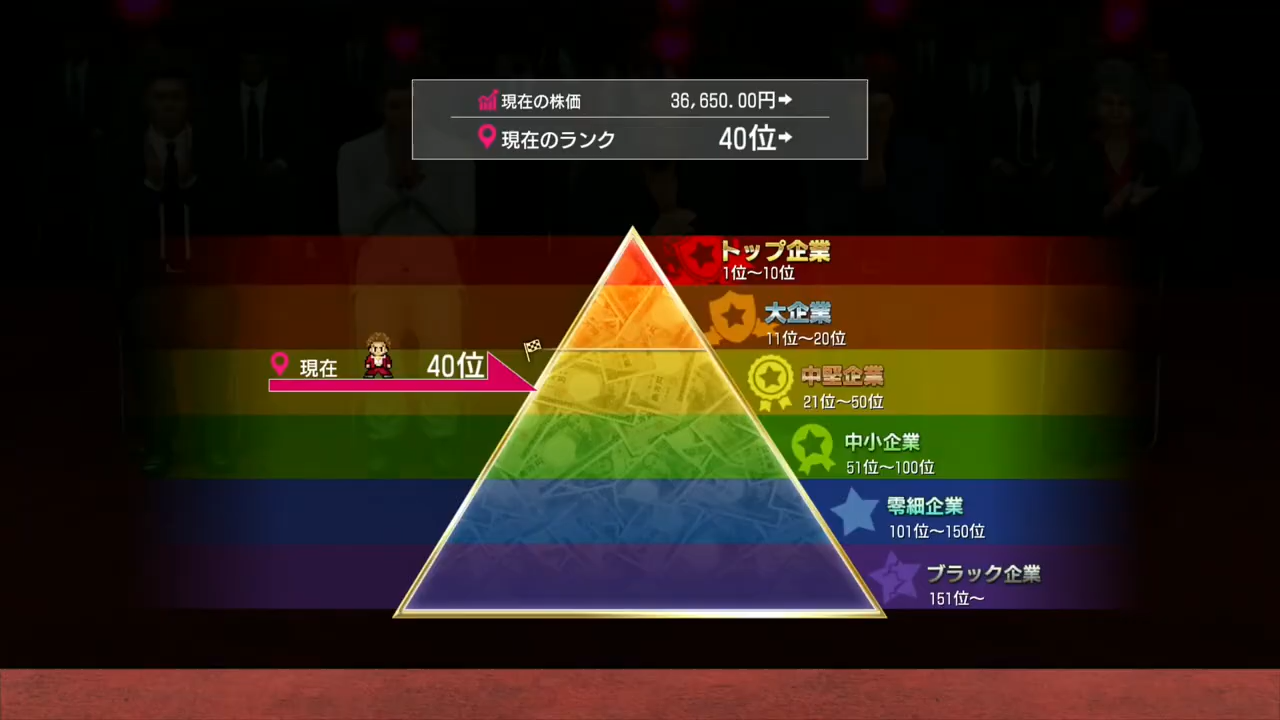 現在の株価 36,650.00円➡
現在のランク 40位➡
トップ企業
1位～10位
大企業
11位～20位
現在 40位
中堅企業
21位～50位
中小企業
51位～100位
零細企業
101位～150位
ブラック企業
151位～